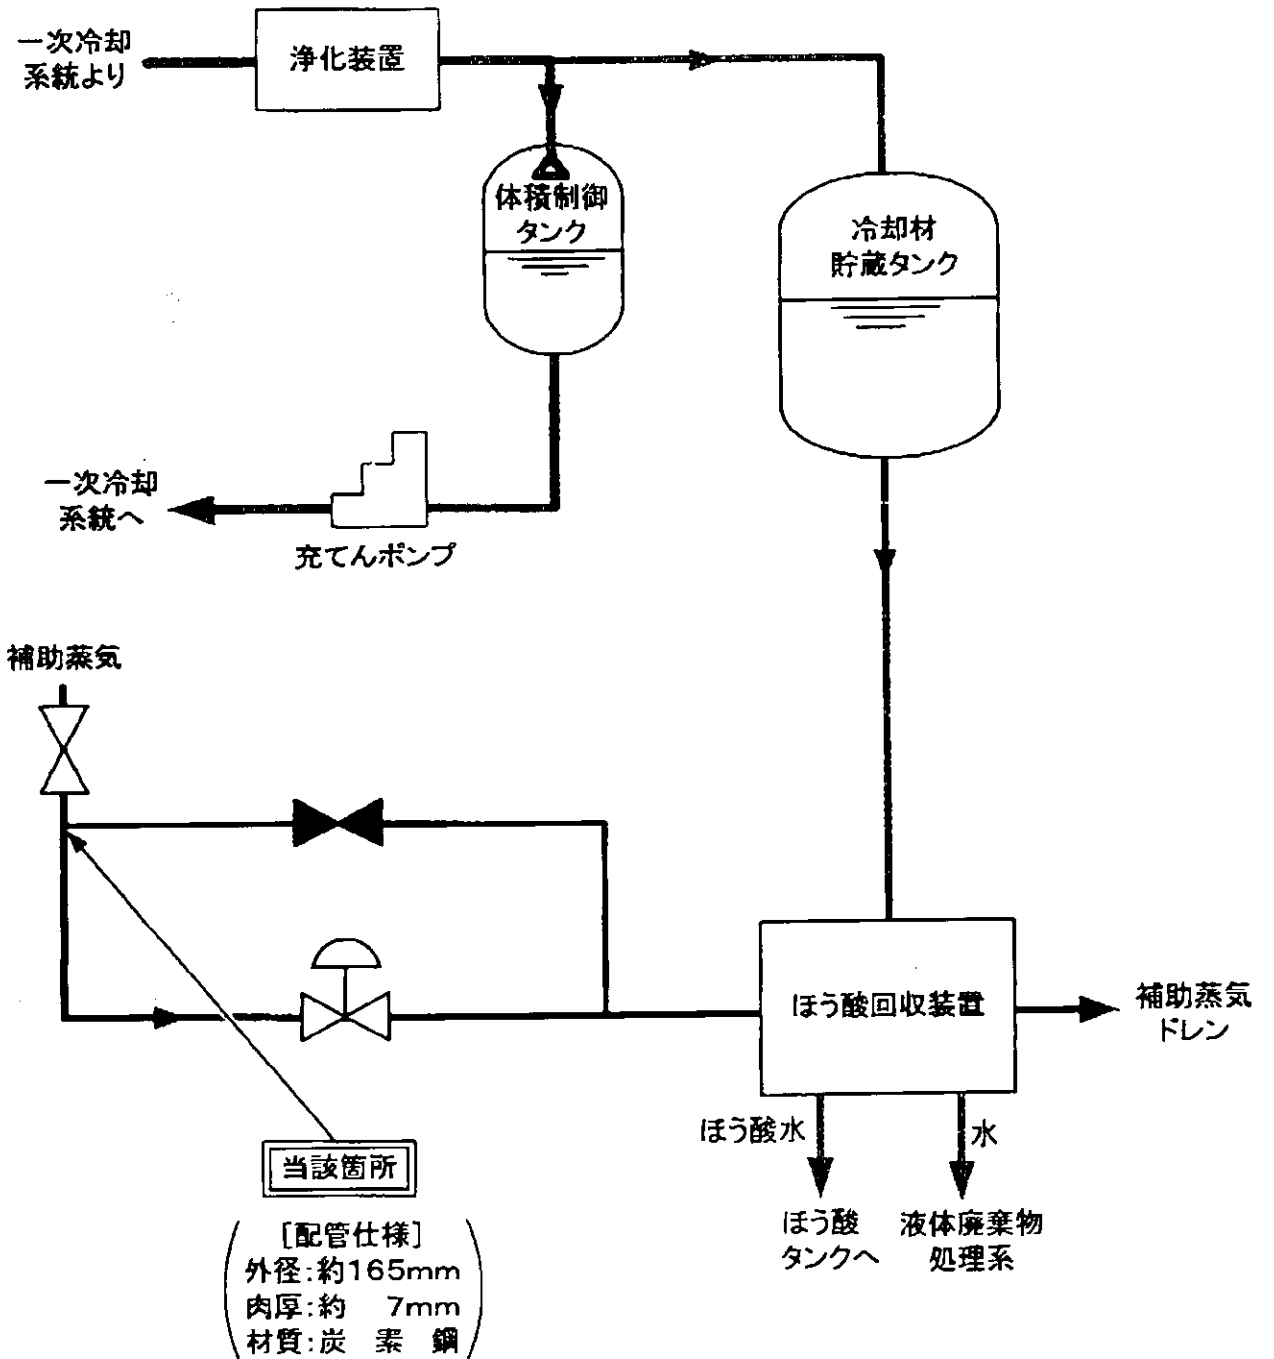 一次冷却
系統より
浄化装置
体積制御
タンク
冷却材
貯蔵タンク
一次冷却
系統へ
充てんポンプ
補助蒸気
ほう酸回収装置
補助蒸気
ドレン
ほう酸水
水
当該箇所
ほう酸
タンクへ
液体廃棄物
処理系
[配管仕様]
外径:約165mm
肉厚:約 7mm
材質:炭 素 鋼